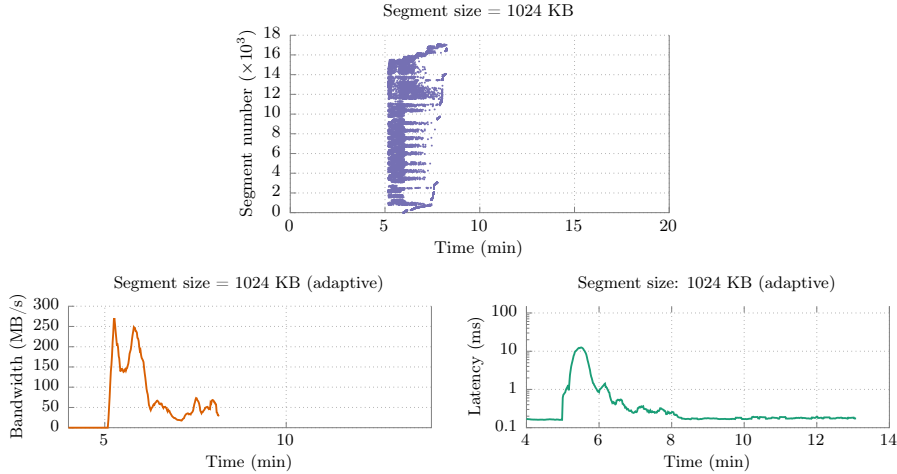 Segment size = 1024 KB
Segment number (×10³)
18
16
14
12
10
8
6
4
2
0
0 5 10 15 20
Time (min)
Segment size = 1024 KB (adaptive)
Bandwidth (MB/s)
300
250
200
150
100
50
0
5 10
Time (min)
Segment size: 1024 KB (adaptive)
Latency (ms)
100
10
1
0.1
4 6 8 10 12 14
Time (min)